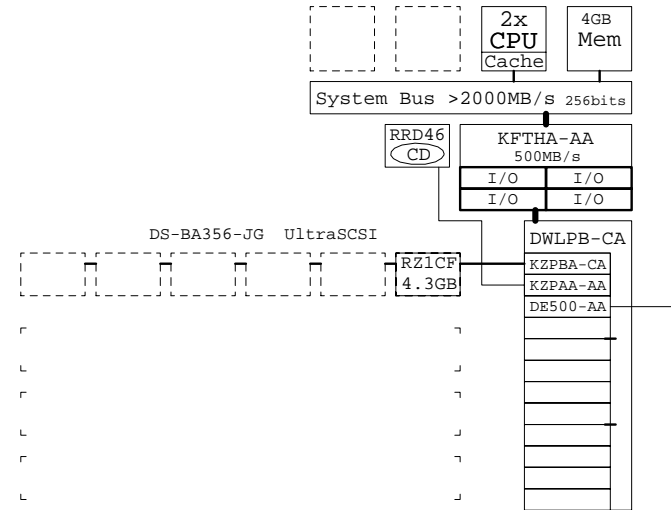 2x
CPU
Cache
4GB
Mem
System Bus >2000MB/s 256bits
RRD46
CD
KFTHA-AA
500MB/s
I/O I/O
I/O I/O
DS-BA356-JG UltraSCSI
DWLPB-CA
RZ1CF
4.3GB
KZPBA-CA
KZPAA-AA
DE500-AA